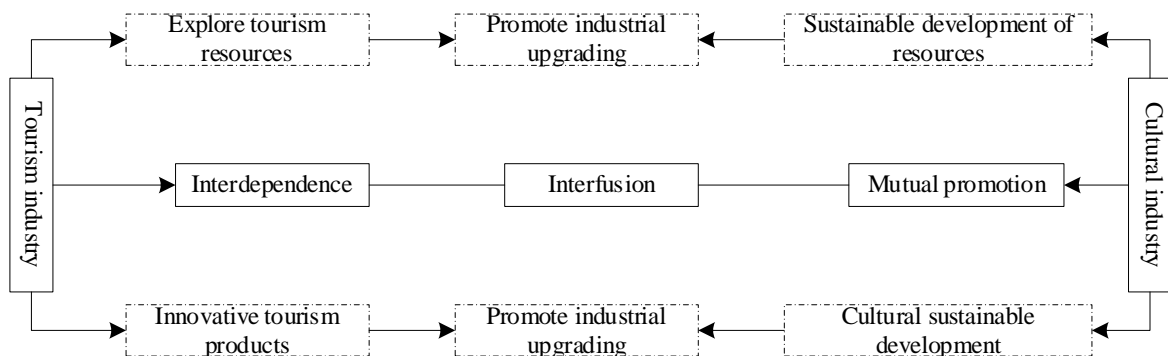 Explore tourism
resources
Promote industrial
upgrading
Sustainable development of
resources
Tourism industry
Interdependence
Interfusion
Mutual promotion
Cultural industry
Innovative tourism
products
Promote industrial
upgrading
Cultural sustainable
development